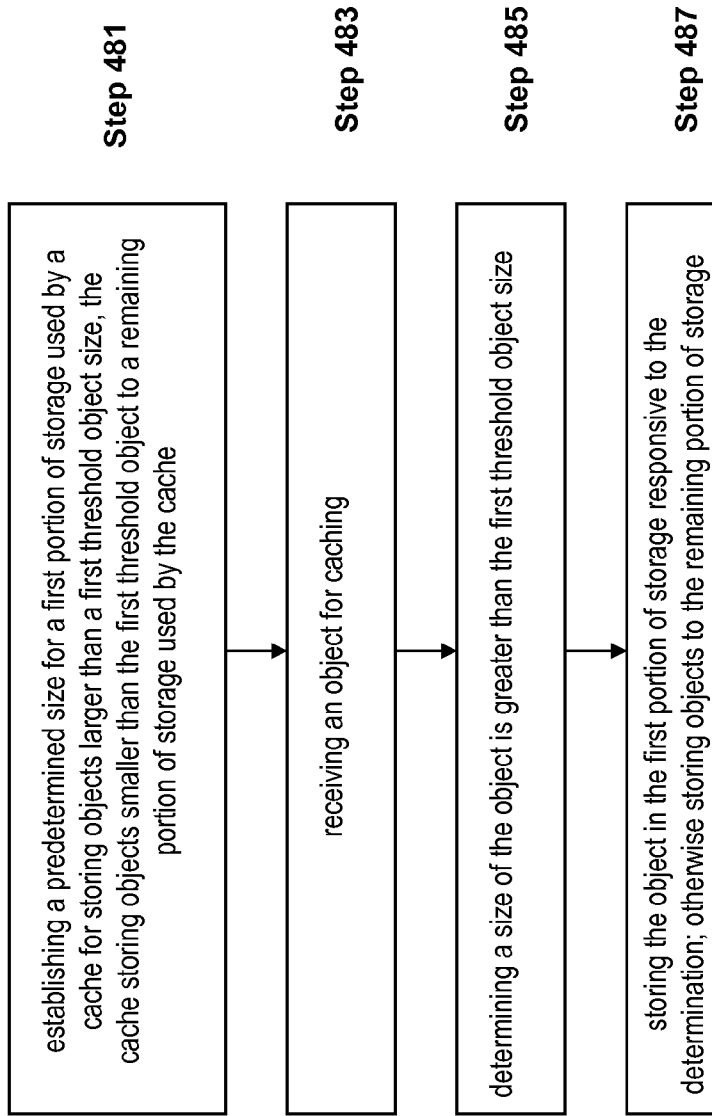 establishing a predetermined size for a first portion of storage used by a
cache for storing objects larger than a first threshold object size, the
cache storing objects smaller than the first threshold object to a remaining
portion of storage used by the cache
Step 481
receiving an object for caching
Step 483
determining a size of the object is greater than the first threshold object size
Step 485
storing the object in the first portion of storage responsive to the
determination; otherwise storing objects to the remaining portion of storage
Step 487